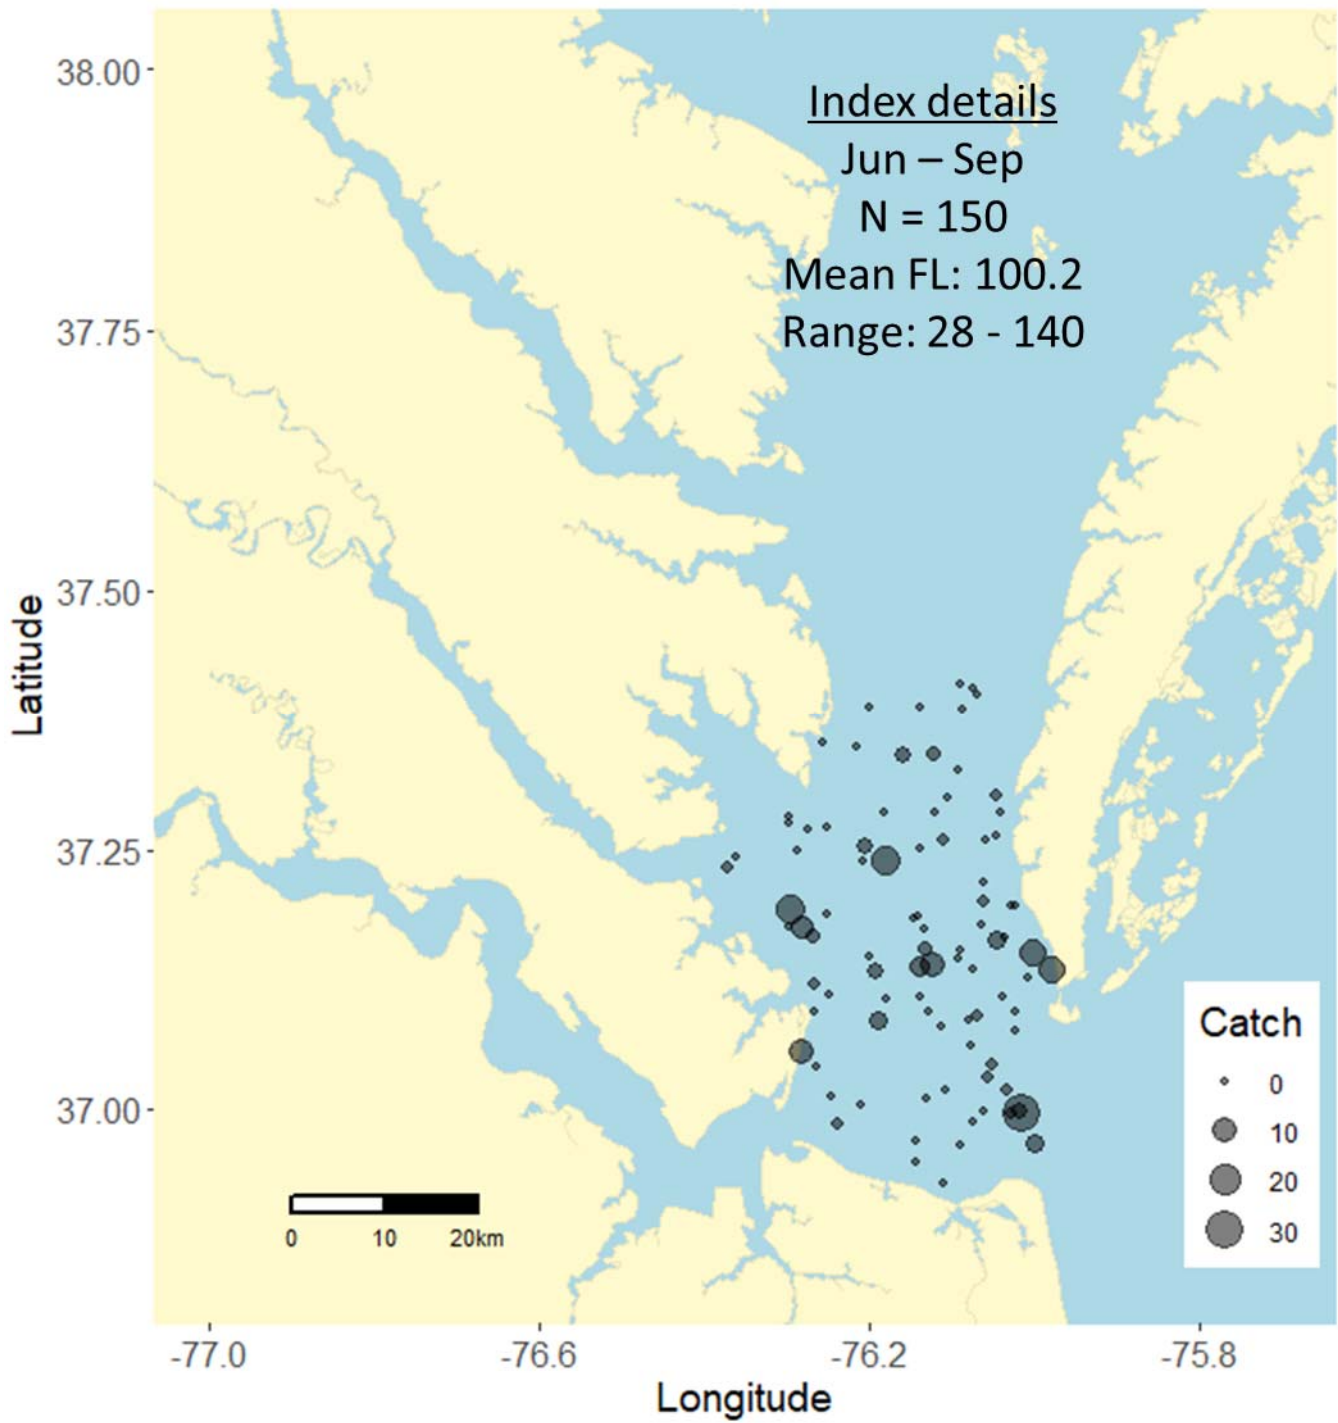 Index details
Jun – Sep
N = 150
Mean FL: 100.2
Range: 28 - 140
38.00
37.75
37.50
37.25
37.00
Latitude
Catch
0
10
20
30
0 10 20km
-77.0 -76.6 -76.2 -75.8
Longitude